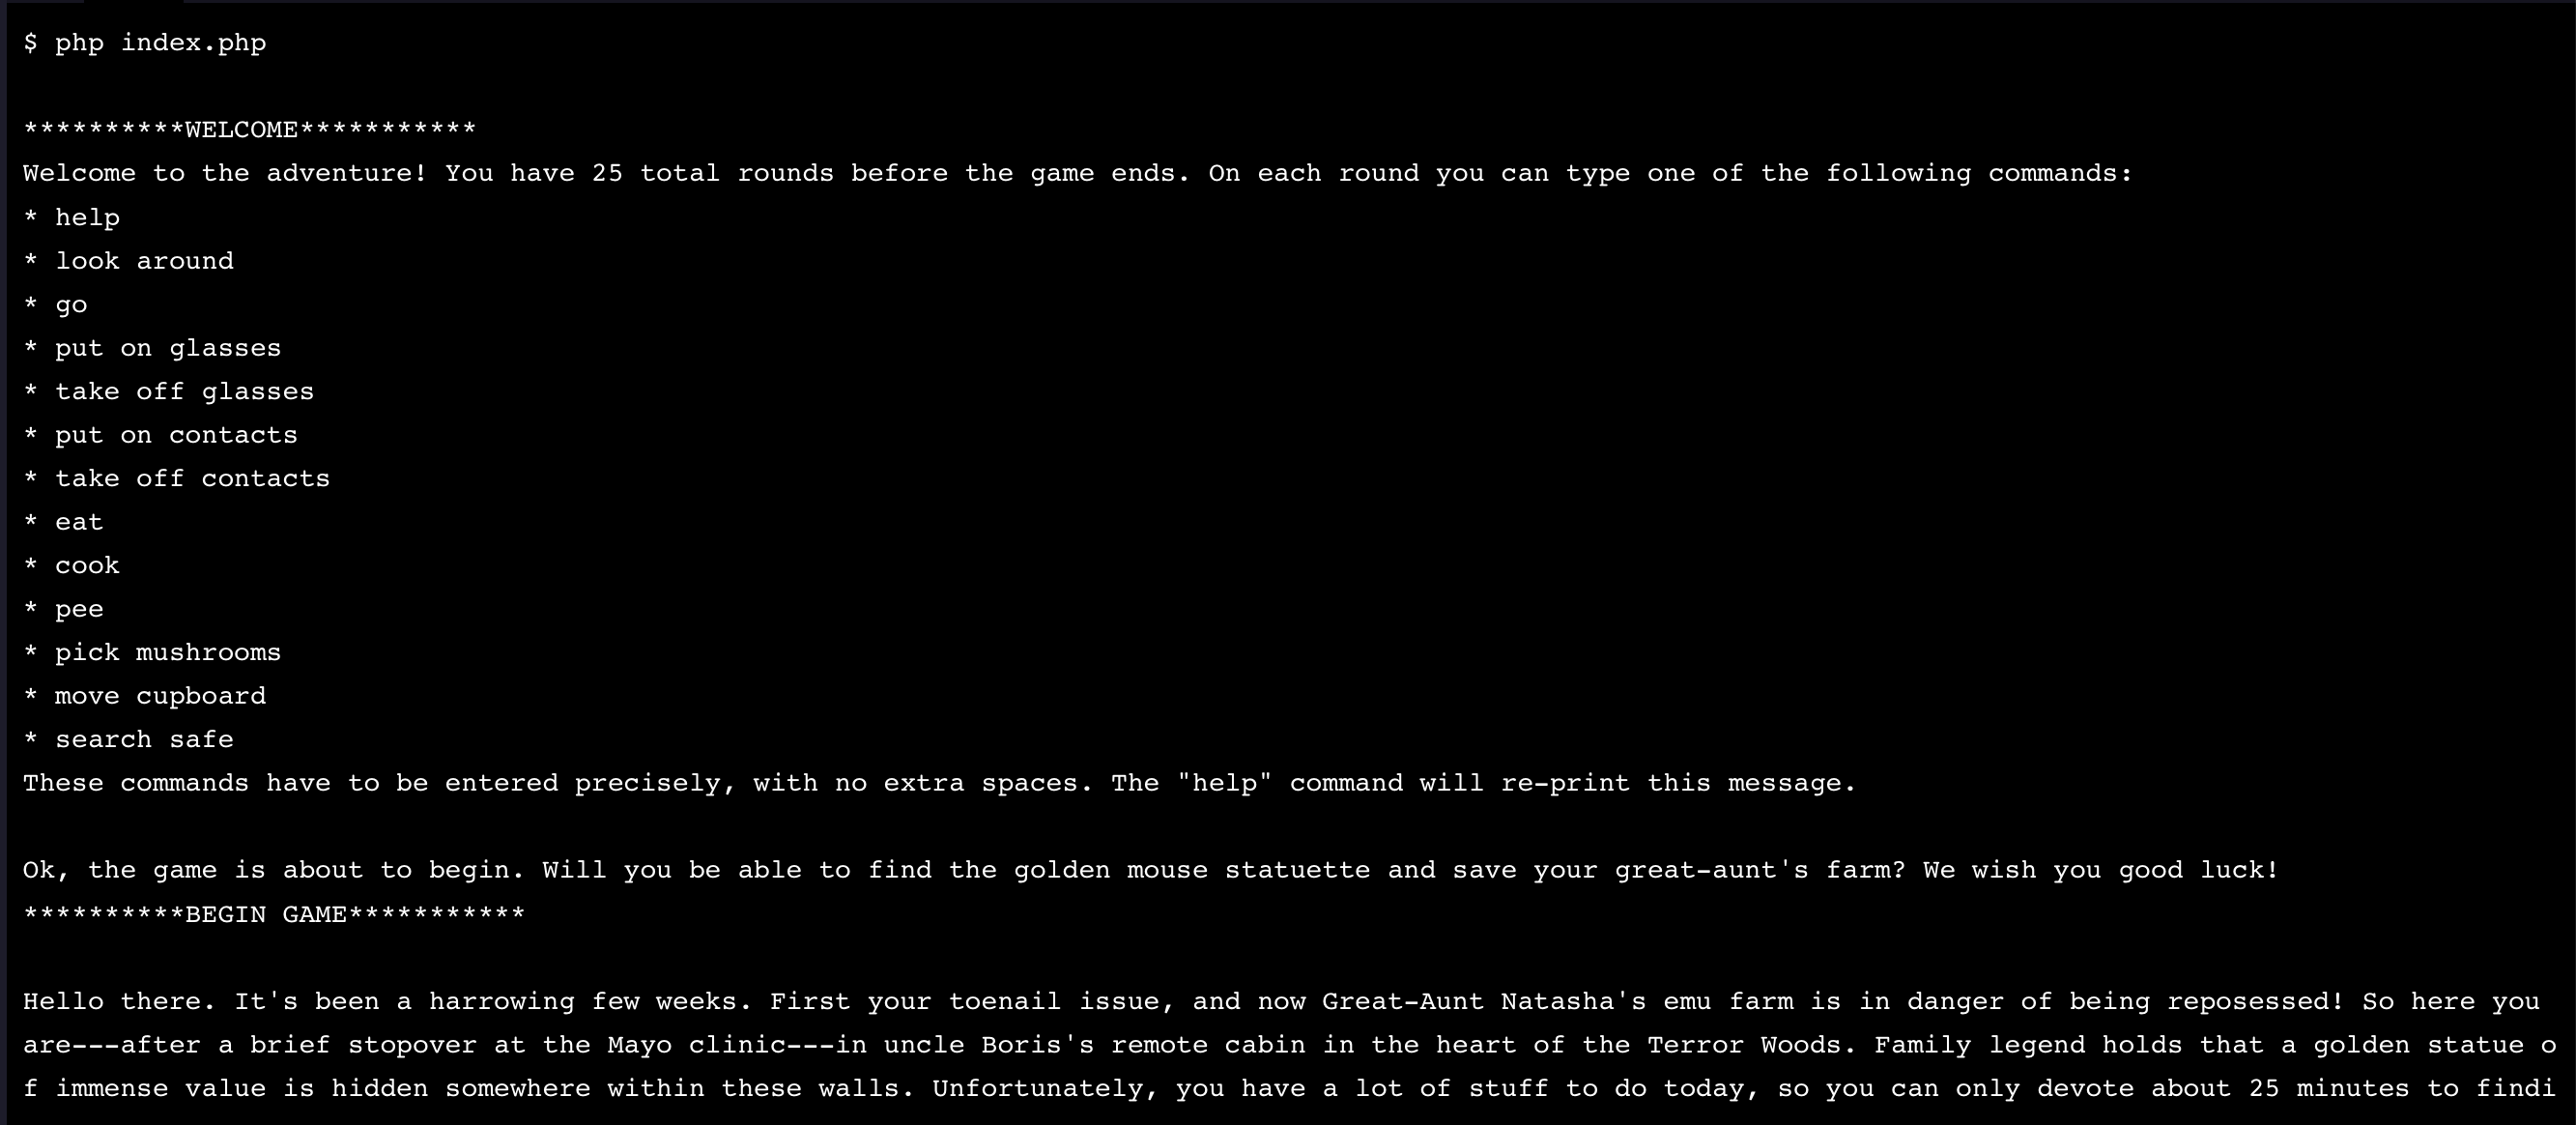 $ php index.php
**********WELCOME***********
Welcome to the adventure! You have 25 total rounds before the game ends. On each round you can type one of the following commands:
* help
* look around
* go
* put on glasses
* take off glasses
* put on contacts
* take off contacts
* eat
* cook
* pee
* pick mushrooms
* move cupboard
* search safe
These commands have to be entered precisely, with no extra spaces. The "help" command will re-print this message.
Ok, the game is about to begin. Will you be able to find the golden mouse statuette and save your great-aunt's farm? We wish you good luck!
**********BEGIN GAME***********
Hello there. It's been a harrowing few weeks. First your toenail issue, and now Great-Aunt Natasha's emu farm is in danger of being reposessed! So here you
are---after a brief stopover at the Mayo clinic---in uncle Boris's remote cabin in the heart of the Terror Woods. Family legend holds that a golden statue o
f immense value is hidden somewhere within these walls. Unfortunately, you have a lot of stuff to do today, so you can only devote about 25 minutes to findi